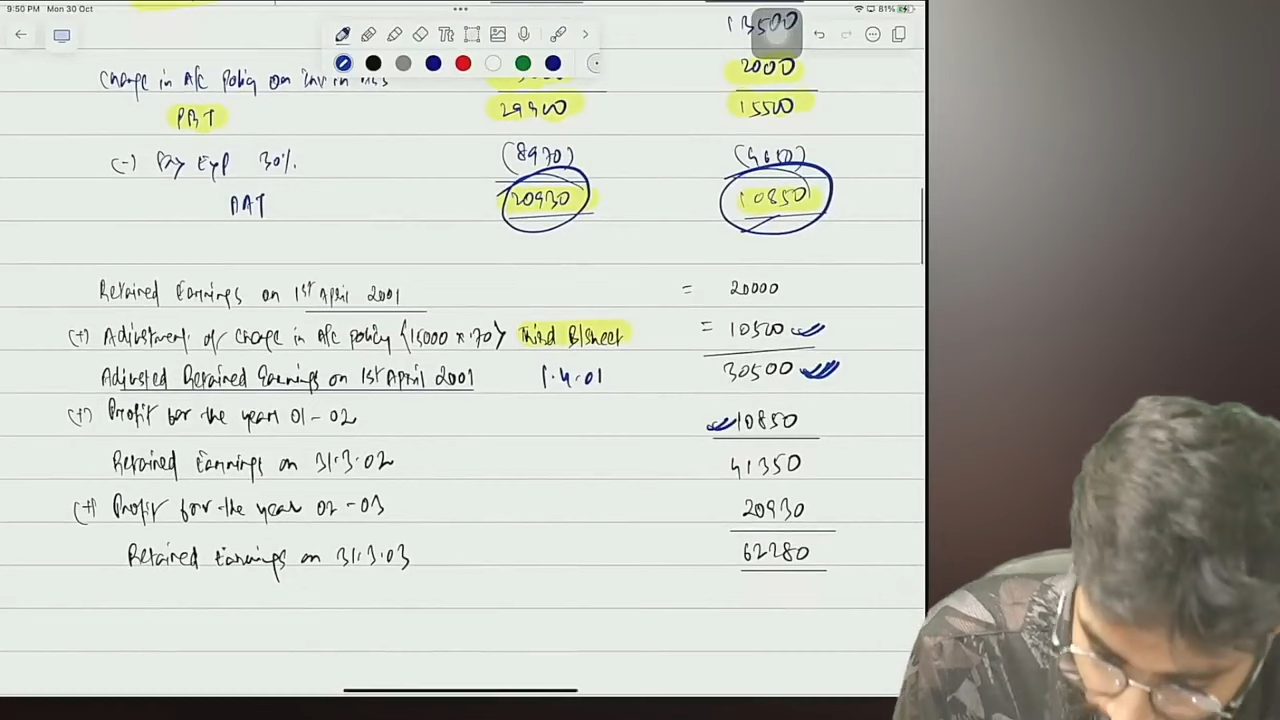 9:50 PM Mon 30 Oct 81%
13500
Change in A/c Policy on 2000
PBT 29900 15500
(-) Exp 30% (8970) (4650)
20930 10850
Retained Earnings on 1st April 2001 = 20000
(+) Adjustment of change in A/c policy {15000 x 70} Third B/Sheet = 10500
Adjusted Retained Earnings on 1st April 2001 1.4.01 30500
(+) Profit for the year 01-02 10850
Retained Earnings on 31.3.02 41350
(+) Profit for the year 02-03 20930
Retained Earnings on 31.3.03 62280